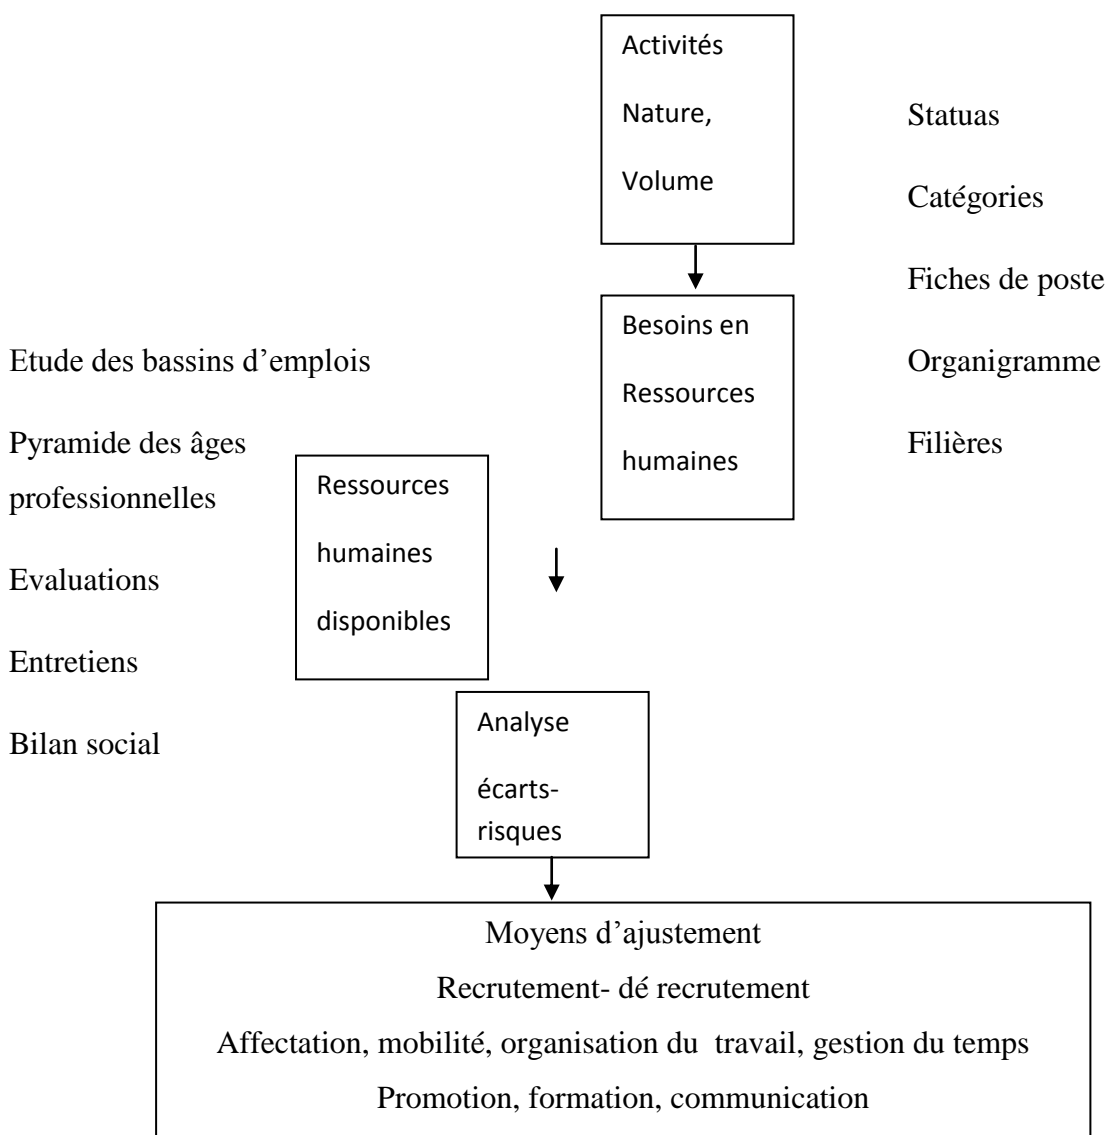 Activités
Nature,
Volume
Statuas
Catégories
Fiches de poste
Organigramme
Filières
Besoins en
Ressources
humaines
Etude des bassins d’emplois
Pyramide des âges
professionnelles
Evaluations
Entretiens
Bilan social
Ressources
humaines
disponibles
Analyse
écarts-
risques
Moyens d’ajustement
Recrutement- dé recrutement
Affectation, mobilité, organisation du travail, gestion du temps
Promotion, formation, communication